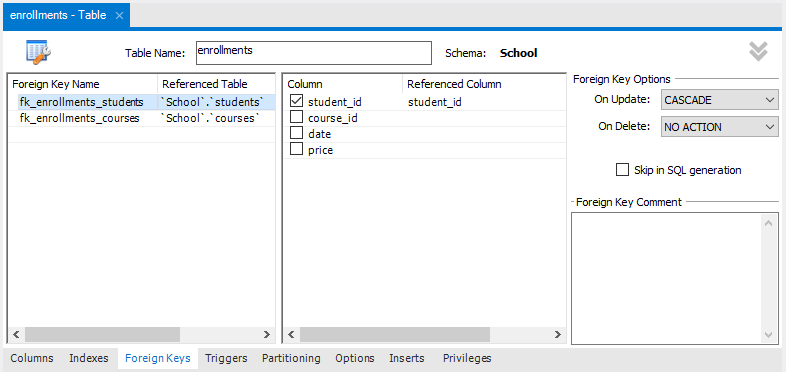 enrollments - Table ×
Table Name: enrollments Schema: School
Foreign Key Name Referenced Table
fk_enrollments_students `School`.`students`
fk_enrollments_courses `School`.`courses`
Column Referenced Column
student_id student_id
course_id
date
price
Foreign Key Options
On Update: CASCADE
On Delete: NO ACTION
Skip in SQL generation
Foreign Key Comment
Columns Indexes Foreign Keys Triggers Partitioning Options Inserts Privileges